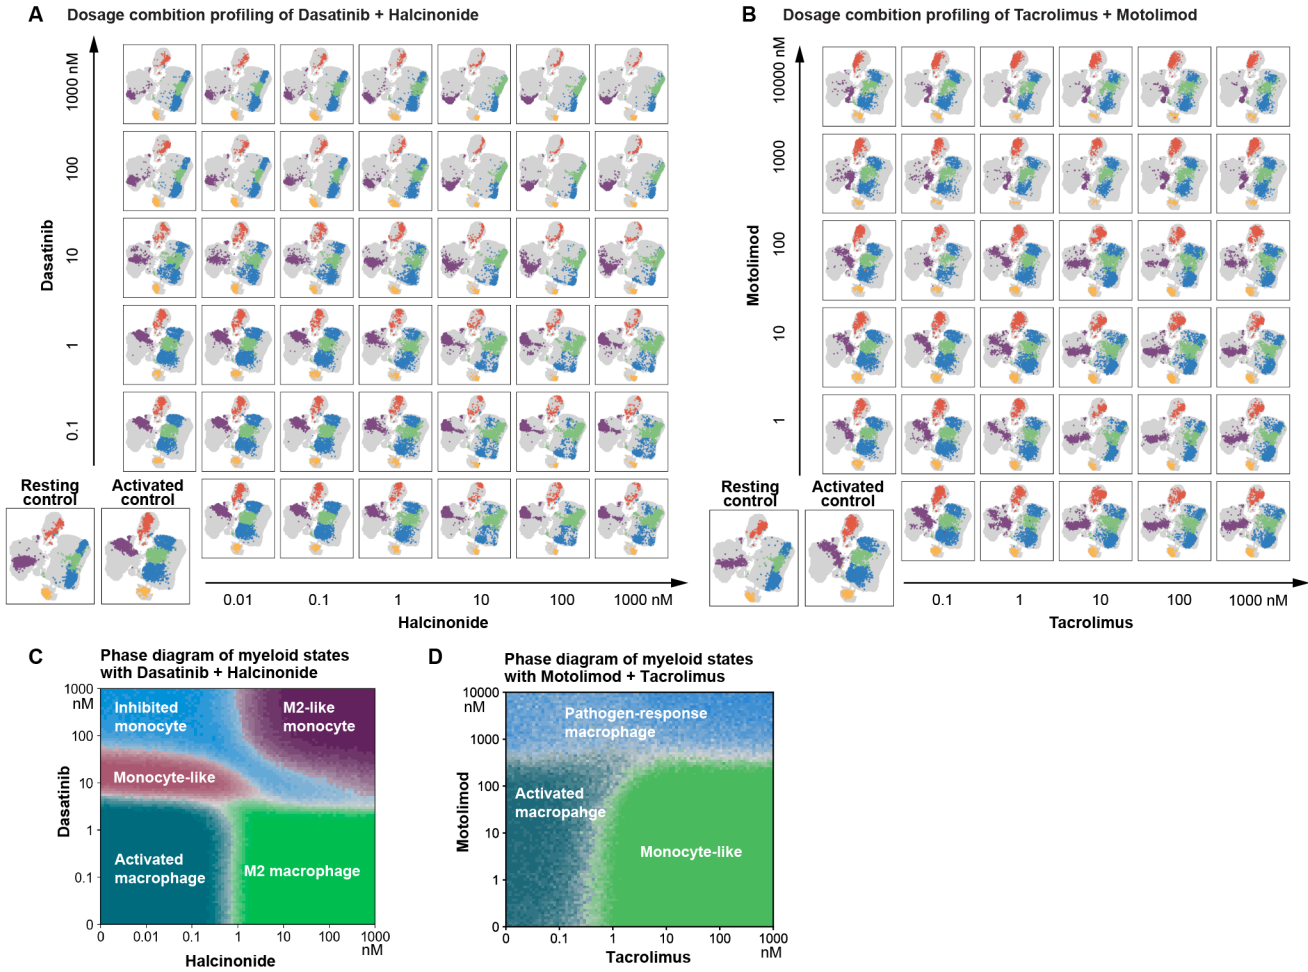 A Dosage combition profiling of Dasatinib + Halcinonide
1000 nM
100
10
1
0.1
Dasatinib
Resting
control
Activated
control
0.01 0.1 1 10 100 1000 nM
Halcinonide
B Dosage combition profiling of Tacrolimus + Motolimod
10000 nM
1000
100
10
1
Motolimod
Resting
control
Activated
control
0.1 1 10 100 1000 nM
Tacrolimus
C Phase diagram of myeloid states
with Dasatinib + Halcinonide
1000
nM
100
10
1
0.1
0
Dasatinib
Inhibited
monocyte
M2-like
monocyte
Monocyte-like
Activated
macrophage
M2 macrophage
0 0.01 0.1 1 10 100 1000
nM
Halcinonide
D Phase diagram of myeloid states
with Motolimod + Tacrolimus
10000
nM
1000
100
10
1
0
Motolimod
Pathogen-response
macrophage
Activated
macropahge
Monocyte-like
0 0.1 1 10 100 1000
nM
Tacrolimus